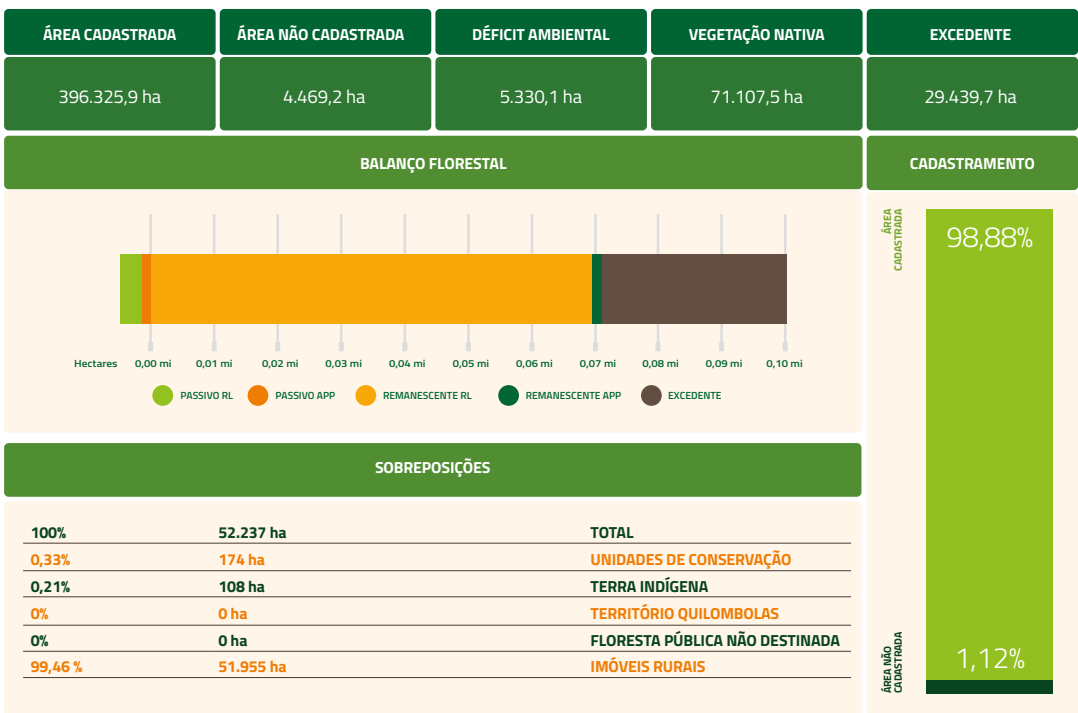 ÁREA CADASTRADA
ÁREA NÃO CADASTRADA
DÉFICIT AMBIENTAL
VEGETAÇÃO NATIVA
EXCEDENTE
396.325,9 ha
4.469,2 ha
5.330,1 ha
71.107,5 ha
29.439,7 ha
BALANÇO FLORESTAL
Hectares 0,00 mi 0,01 mi 0,02 mi 0,03 mi 0,04 mi 0,05 mi 0,06 mi 0,07 mi 0,08 mi 0,09 mi 0,10 mi
PASSIVO RL PASSIVO APP REMANESCENTE RL REMANESCENTE APP EXCEDENTE
CADASTRAMENTO
ÁREA
CADASTRADA
98,88%
ÁREA NÃO
CADASTRADA
1,12%
SOBREPOSIÇÕES
100% 52.237 ha TOTAL
0,33% 174 ha UNIDADES DE CONSERVAÇÃO
0,21% 108 ha TERRA INDÍGENA
0% 0 ha TERRITÓRIO QUILOMBOLAS
0% 0 ha FLORESTA PÚBLICA NÃO DESTINADA
99,46 % 51.955 ha IMÓVEIS RURAIS